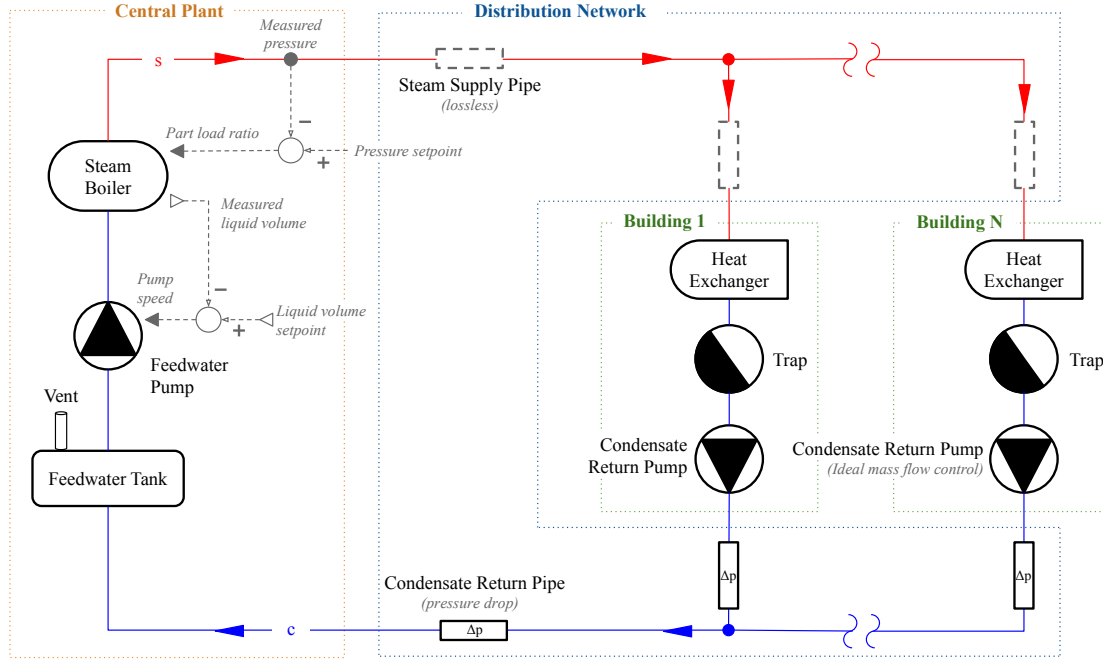 Central Plant
Distribution Network
Measured
pressure
s
Steam Supply Pipe
(lossless)
Part load ratio
−
+
Pressure setpoint
Steam
Boiler
Measured
liquid volume
Building 1
Building N
Heat
Exchanger
Heat
Exchanger
Pump
speed
−
+
Liquid volume
setpoint
Feedwater
Pump
Trap
Trap
Vent
Feedwater Tank
Condensate
Return Pump
Condensate Return Pump
(Ideal mass flow control)
Condensate Return Pipe
(pressure drop)
Δp
Δp
Δp
c